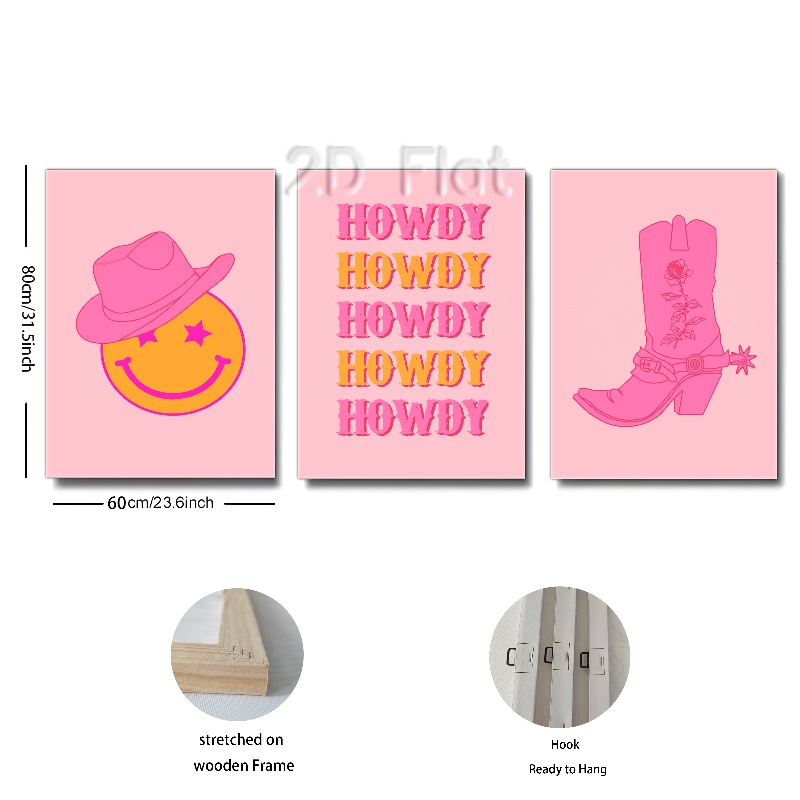 2D Flat
80cm/31.5inch
HOWDY
HOWDY
HOWDY
HOWDY
HOWDY
60cm/23.6inch
stretched on
wooden Frame
Hook
Ready to Hang